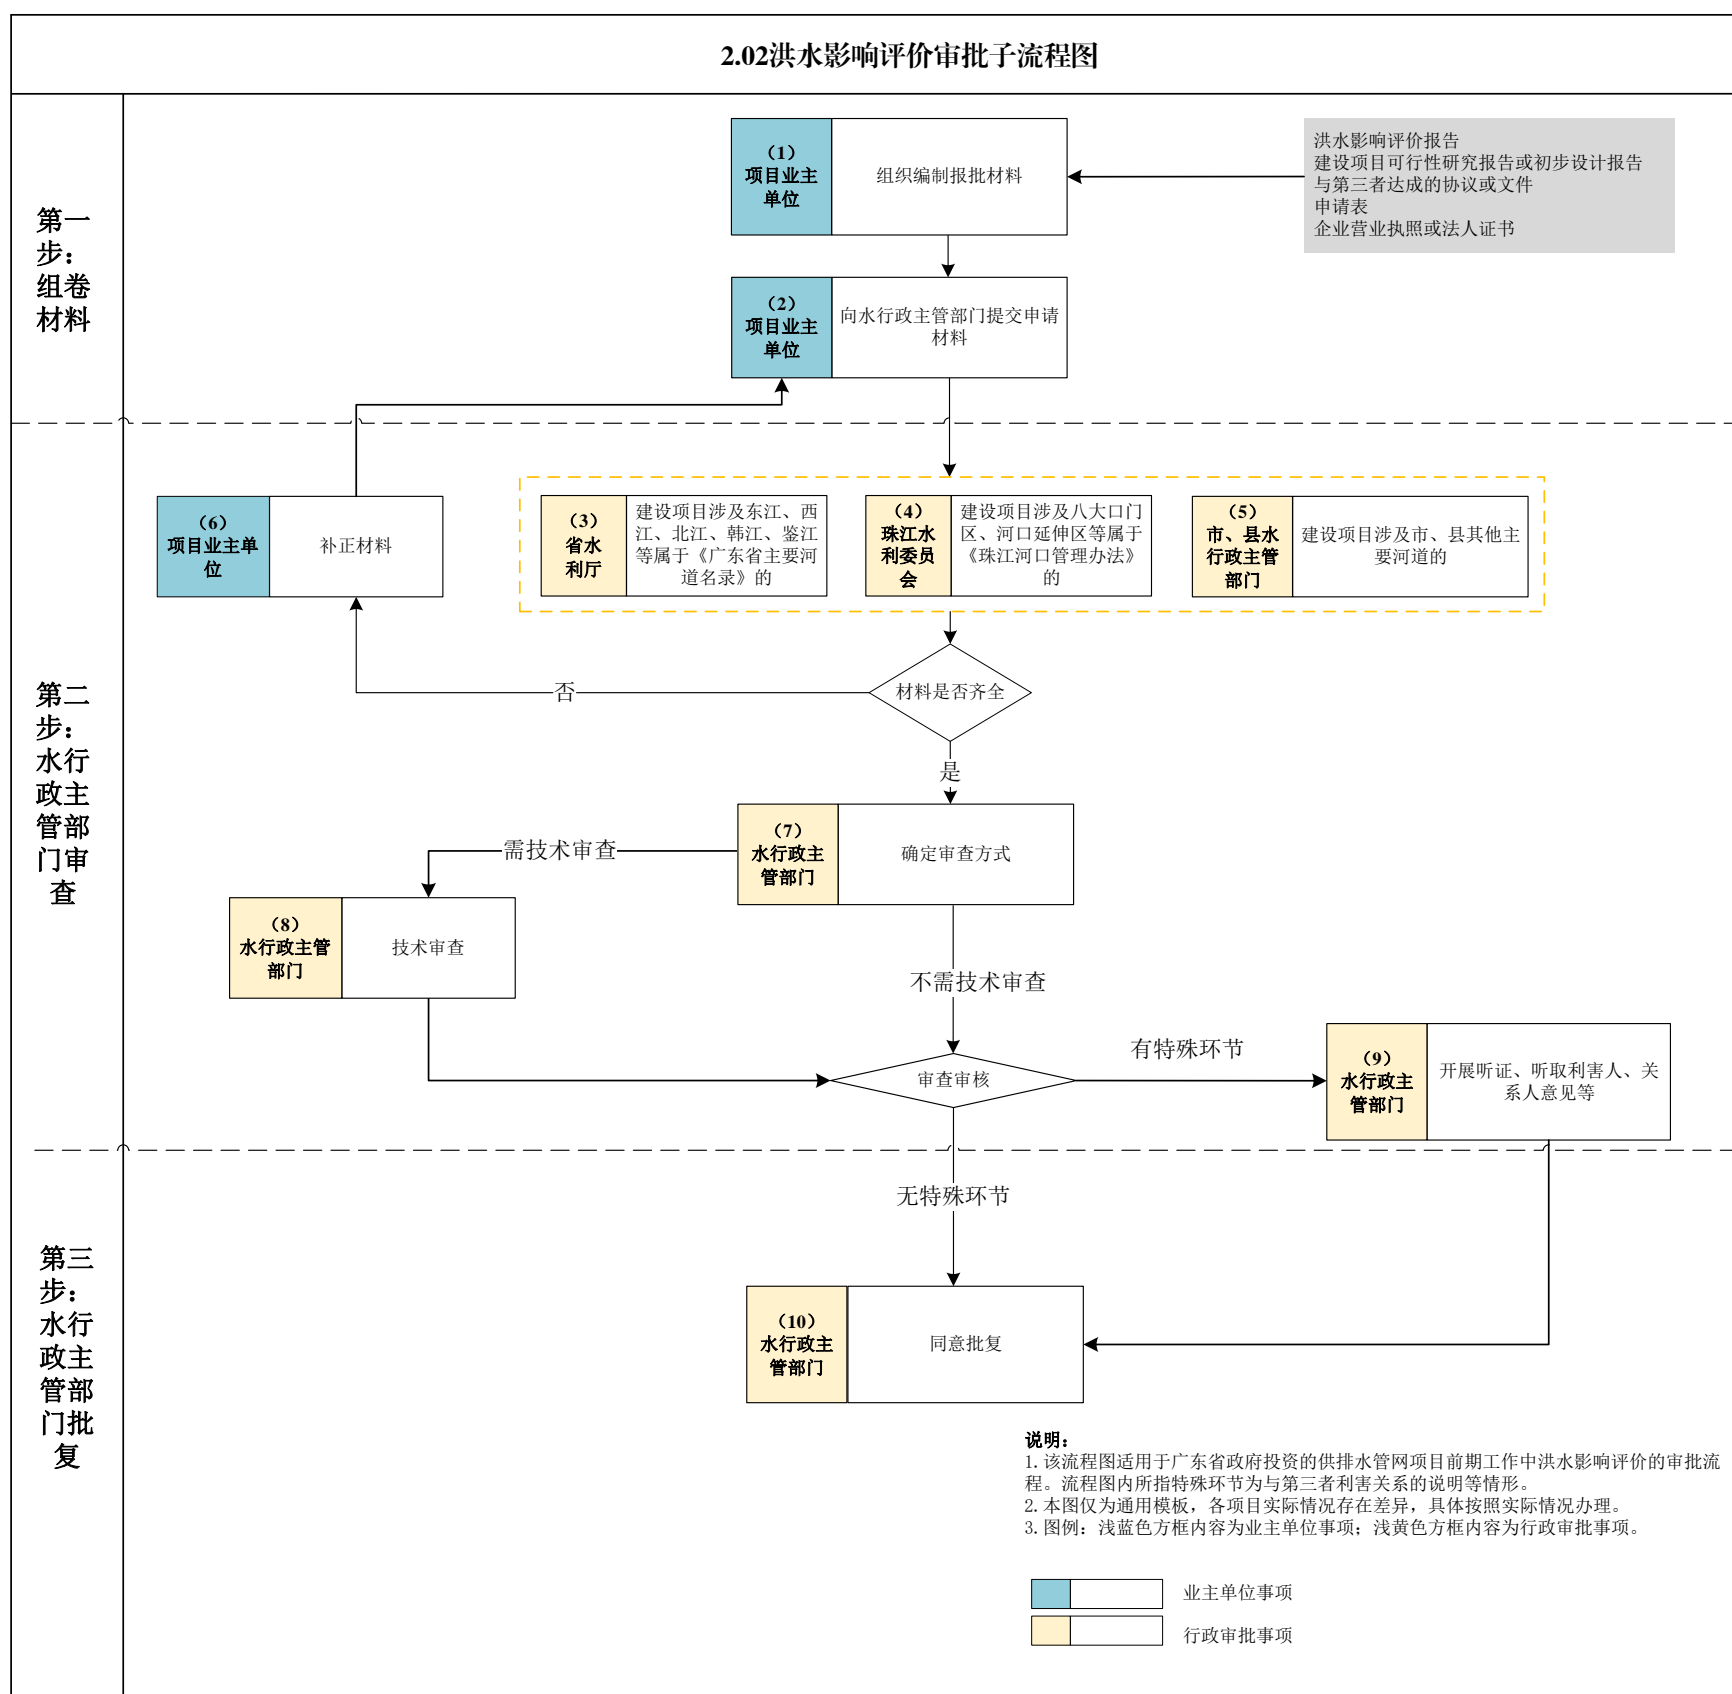 2.02洪水影响评价审批子流程图
第一
步：
组卷
材料
（1）
项目业主
单位
组织编制报批材料
洪水影响评价报告
建设项目可行性研究报告或初步设计报告
与第三者达成的协议或文件
申请表
企业营业执照或法人证书
（2）
项目业主
单位
向水行政主管部门提交申请
材料
第二
步：
水行
政主
管部
门审
查
（6）
项目业主单
位
补正材料
（3）
省水
利厅
建设项目涉及东江、西
江、北江、韩江、鉴江
等属于《广东省主要河
道名录》的
（4）
珠江水
利委员
会
建设项目涉及八大口门
区、河口延伸区等属于
《珠江河口管理办法》
的
（5）
市、县水
行政主管
部门
建设项目涉及市、县其他主
要河道的
材料是否齐全
否
是
（7）
水行政主
管部门
确定审查方式
需技术审查
（8）
水行政主管
部门
技术审查
不需技术审查
审查审核
有特殊环节
（9）
水行政主
管部门
开展听证、听取利害人、关
系人意见等
第三
步：
水行
政主
管部
门批
复
无特殊环节
（10）
水行政主
管部门
同意批复
说明：
1.该流程图适用于广东省政府投资的供排水管网项目前期工作中洪水影响评价的审批流
程。流程图内所指特殊环节为与第三者利害关系的说明等情形。
2.本图仅为通用模板，各项目实际情况存在差异，具体按照实际情况办理。
3.图例：浅蓝色方框内容为业主单位事项；浅黄色方框内容为行政审批事项。
业主单位事项
行政审批事项